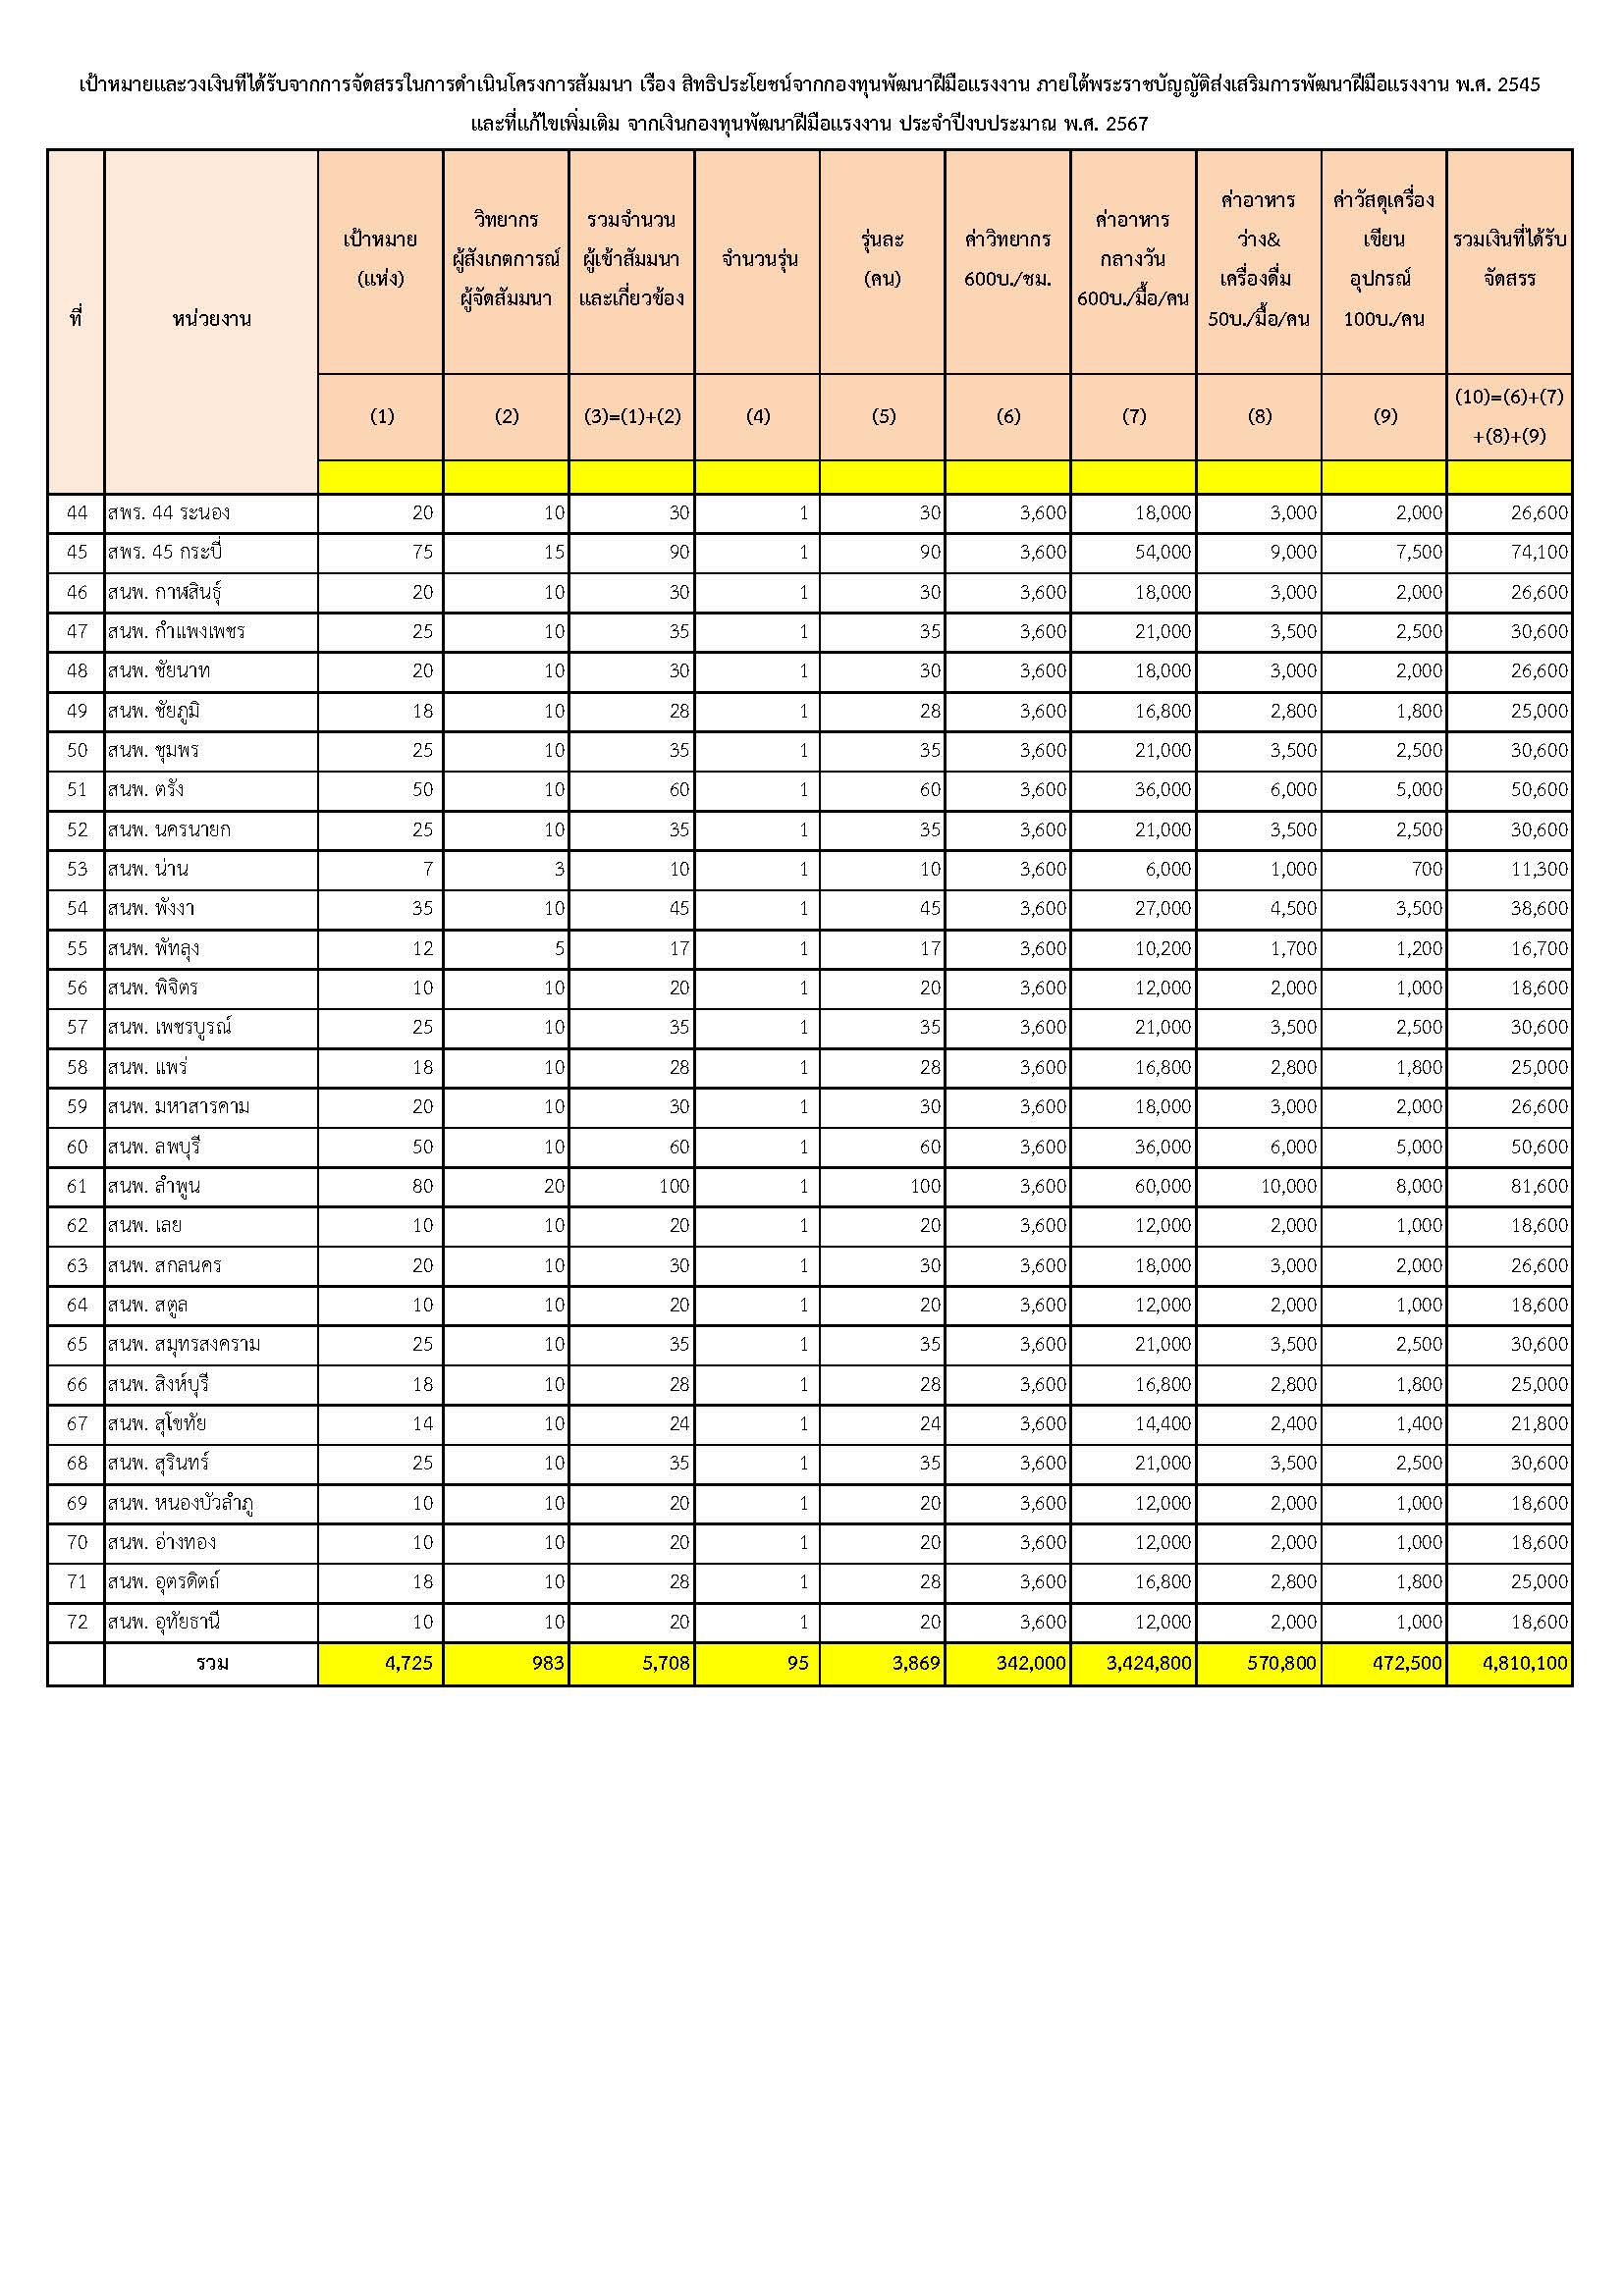 เป้าหมายและวงเงินที่ได้รับจากการจัดสรรในการดำเนินโครงการสัมมนา เรื่อง สิทธิประโยชน์จากกองทุนพัฒนาฝีมือแรงงาน ภายใต้พระราชบัญญัติส่งเสริมการพัฒนาฝีมือแรงงาน พ.ศ. 2545
และที่แก้ไขเพิ่มเติม จากเงินกองทุนพัฒนาฝีมือแรงงาน ประจำปีงบประมาณ พ.ศ. 2567
ที่
หน่วยงาน
เป้าหมาย
(แห่ง)
วิทยากร
ผู้สังเกตการณ์
ผู้จัดสัมมนา
รวมจำนวน
ผู้เข้าสัมมนา
และเกี่ยวข้อง
จำนวนรุ่น
รุ่นละ
(คน)
ค่าวิทยากร
600บ./ชม.
ค่าอาหาร
กลางวัน
600บ./มื้อ/คน
ค่าอาหาร
ว่าง&
เครื่องดื่ม
50บ./มื้อ/คน
ค่าวัสดุเครื่อง
เขียน
อุปกรณ์
100บ./คน
รวมเงินที่ได้รับ
จัดสรร
(1) (2) (3)=(1)+(2) (4) (5) (6) (7) (8) (9) (10)=(6)+(7)
+(8)+(9)
44 สพร. 44 ระนอง 20 10 30 1 30 3,600 18,000 3,000 2,000 26,600
45 สพร. 45 กระบี่ 75 15 90 1 90 3,600 54,000 9,000 7,500 74,100
46 สนพ. กาฬสินธุ์ 20 10 30 1 30 3,600 18,000 3,000 2,000 26,600
47 สนพ. กำแพงเพชร 25 10 35 1 35 3,600 21,000 3,500 2,500 30,600
48 สนพ. ชัยนาท 20 10 30 1 30 3,600 18,000 3,000 2,000 26,600
49 สนพ. ชัยภูมิ 18 10 28 1 28 3,600 16,800 2,800 1,800 25,000
50 สนพ. ชุมพร 25 10 35 1 35 3,600 21,000 3,500 2,500 30,600
51 สนพ. ตรัง 50 10 60 1 60 3,600 36,000 6,000 5,000 50,600
52 สนพ. นครนายก 25 10 35 1 35 3,600 21,000 3,500 2,500 30,600
53 สนพ. น่าน 7 3 10 1 10 3,600 6,000 1,000 700 11,300
54 สนพ. พังงา 35 10 45 1 45 3,600 27,000 4,500 3,500 38,600
55 สนพ. พัทลุง 12 5 17 1 17 3,600 10,200 1,700 1,200 16,700
56 สนพ. พิจิตร 10 10 20 1 20 3,600 12,000 2,000 1,000 18,600
57 สนพ. เพชรบูรณ์ 25 10 35 1 35 3,600 21,000 3,500 2,500 30,600
58 สนพ. แพร่ 18 10 28 1 28 3,600 16,800 2,800 1,800 25,000
59 สนพ. มหาสารคาม 20 10 30 1 30 3,600 18,000 3,000 2,000 26,600
60 สนพ. ลพบุรี 50 10 60 1 60 3,600 36,000 6,000 5,000 50,600
61 สนพ. ลำพูน 80 20 100 1 100 3,600 60,000 10,000 8,000 81,600
62 สนพ. เลย 10 10 20 1 20 3,600 12,000 2,000 1,000 18,600
63 สนพ. สกลนคร 20 10 30 1 30 3,600 18,000 3,000 2,000 26,600
64 สนพ. สตูล 10 10 20 1 20 3,600 12,000 2,000 1,000 18,600
65 สนพ. สมุทรสงคราม 25 10 35 1 35 3,600 21,000 3,500 2,500 30,600
66 สนพ. สิงห์บุรี 18 10 28 1 28 3,600 16,800 2,800 1,800 25,000
67 สนพ. สุโขทัย 14 10 24 1 24 3,600 14,400 2,400 1,400 21,800
68 สนพ. สุรินทร์ 25 10 35 1 35 3,600 21,000 3,500 2,500 30,600
69 สนพ. หนองบัวลำภู 10 10 20 1 20 3,600 12,000 2,000 1,000 18,600
70 สนพ. อ่างทอง 10 10 20 1 20 3,600 12,000 2,000 1,000 18,600
71 สนพ. อุตรดิตถ์ 18 10 28 1 28 3,600 16,800 2,800 1,800 25,000
72 สนพ. อุทัยธานี 10 10 20 1 20 3,600 12,000 2,000 1,000 18,600
รวม 4,725 983 5,708 95 3,869 342,000 3,424,800 570,800 472,500 4,810,100